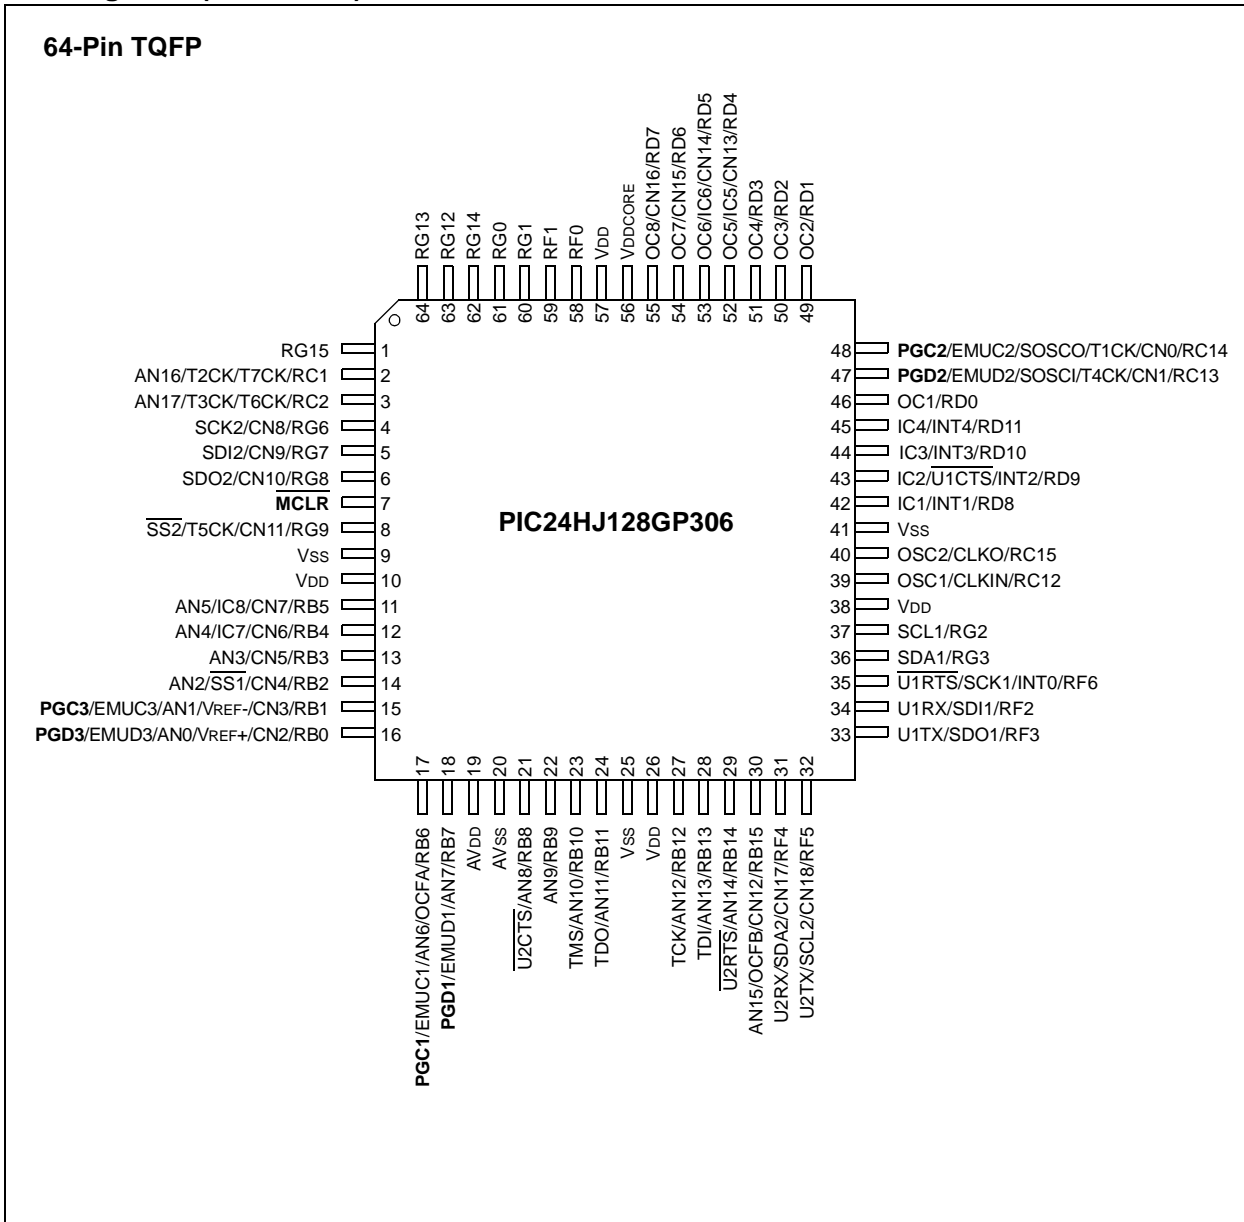 64-Pin TQFP
RG13
RG12
RG14
RG0
RG1
RF1
RF0
VDD
VDDCORE
OC8/CN16/RD7
OC7/CN15/RD6
OC6/IC6/CN14/RD5
OC5/IC5/CN13/RD4
OC4/RD3
OC3/RD2
OC2/RD1
64
63
62
61
60
59
58
57
56
55
54
53
52
51
50
49
RG15 1
AN16/T2CK/T7CK/RC1 2
AN17/T3CK/T6CK/RC2 3
SCK2/CN8/RG6 4
SDI2/CN9/RG7 5
SDO2/CN10/RG8 6
MCLR 7
SS2/T5CK/CN11/RG9 8
VSS 9
VDD 10
AN5/IC8/CN7/RB5 11
AN4/IC7/CN6/RB4 12
AN3/CN5/RB3 13
AN2/SS1/CN4/RB2 14
PGC3/EMUC3/AN1/VREF-/CN3/RB1 15
PGD3/EMUD3/AN0/VREF+/CN2/RB0 16
PIC24HJ128GP306
48 PGC2/EMUC2/SOSCO/T1CK/CN0/RC14
47 PGD2/EMUD2/SOSCI/T4CK/CN1/RC13
46 OC1/RD0
45 IC4/INT4/RD11
44 IC3/INT3/RD10
43 IC2/U1CTS/INT2/RD9
42 IC1/INT1/RD8
41 VSS
40 OSC2/CLKO/RC15
39 OSC1/CLKIN/RC12
38 VDD
37 SCL1/RG2
36 SDA1/RG3
35 U1RTS/SCK1/INT0/RF6
34 U1RX/SDI1/RF2
33 U1TX/SDO1/RF3
17
18
19
20
21
22
23
24
25
26
27
28
29
30
31
32
PGC1/EMUC1/AN6/OCFA/RB6
PGD1/EMUD1/AN7/RB7
AVDD
AVSS
U2CTS/AN8/RB8
AN9/RB9
TMS/AN10/RB10
TDO/AN11/RB11
VSS
VDD
TCK/AN12/RB12
TDI/AN13/RB13
U2RTS/AN14/RB14
AN15/OCFB/CN12/RB15
U2RX/SDA2/CN17/RF4
U2TX/SCL2/CN18/RF5